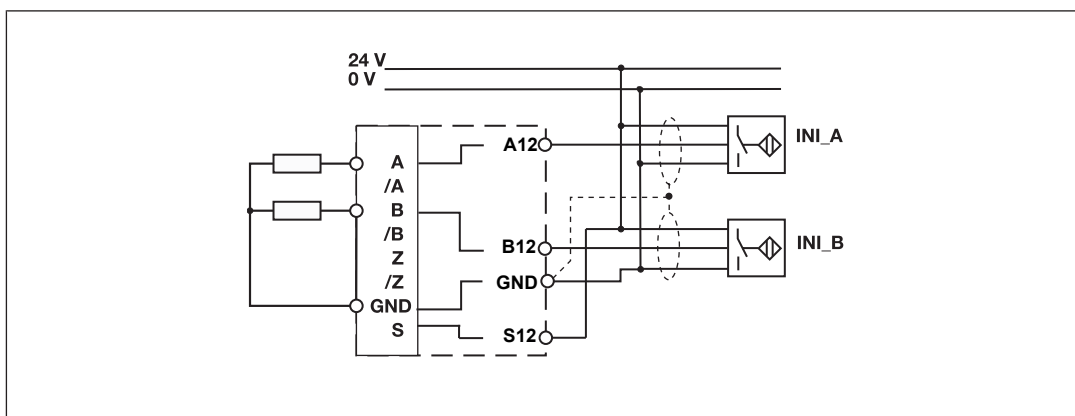 24 V
0 V
A12
INI_A
A
/A
B
/B
Z
/Z
GND
S
B12
GND
S12
INI_B